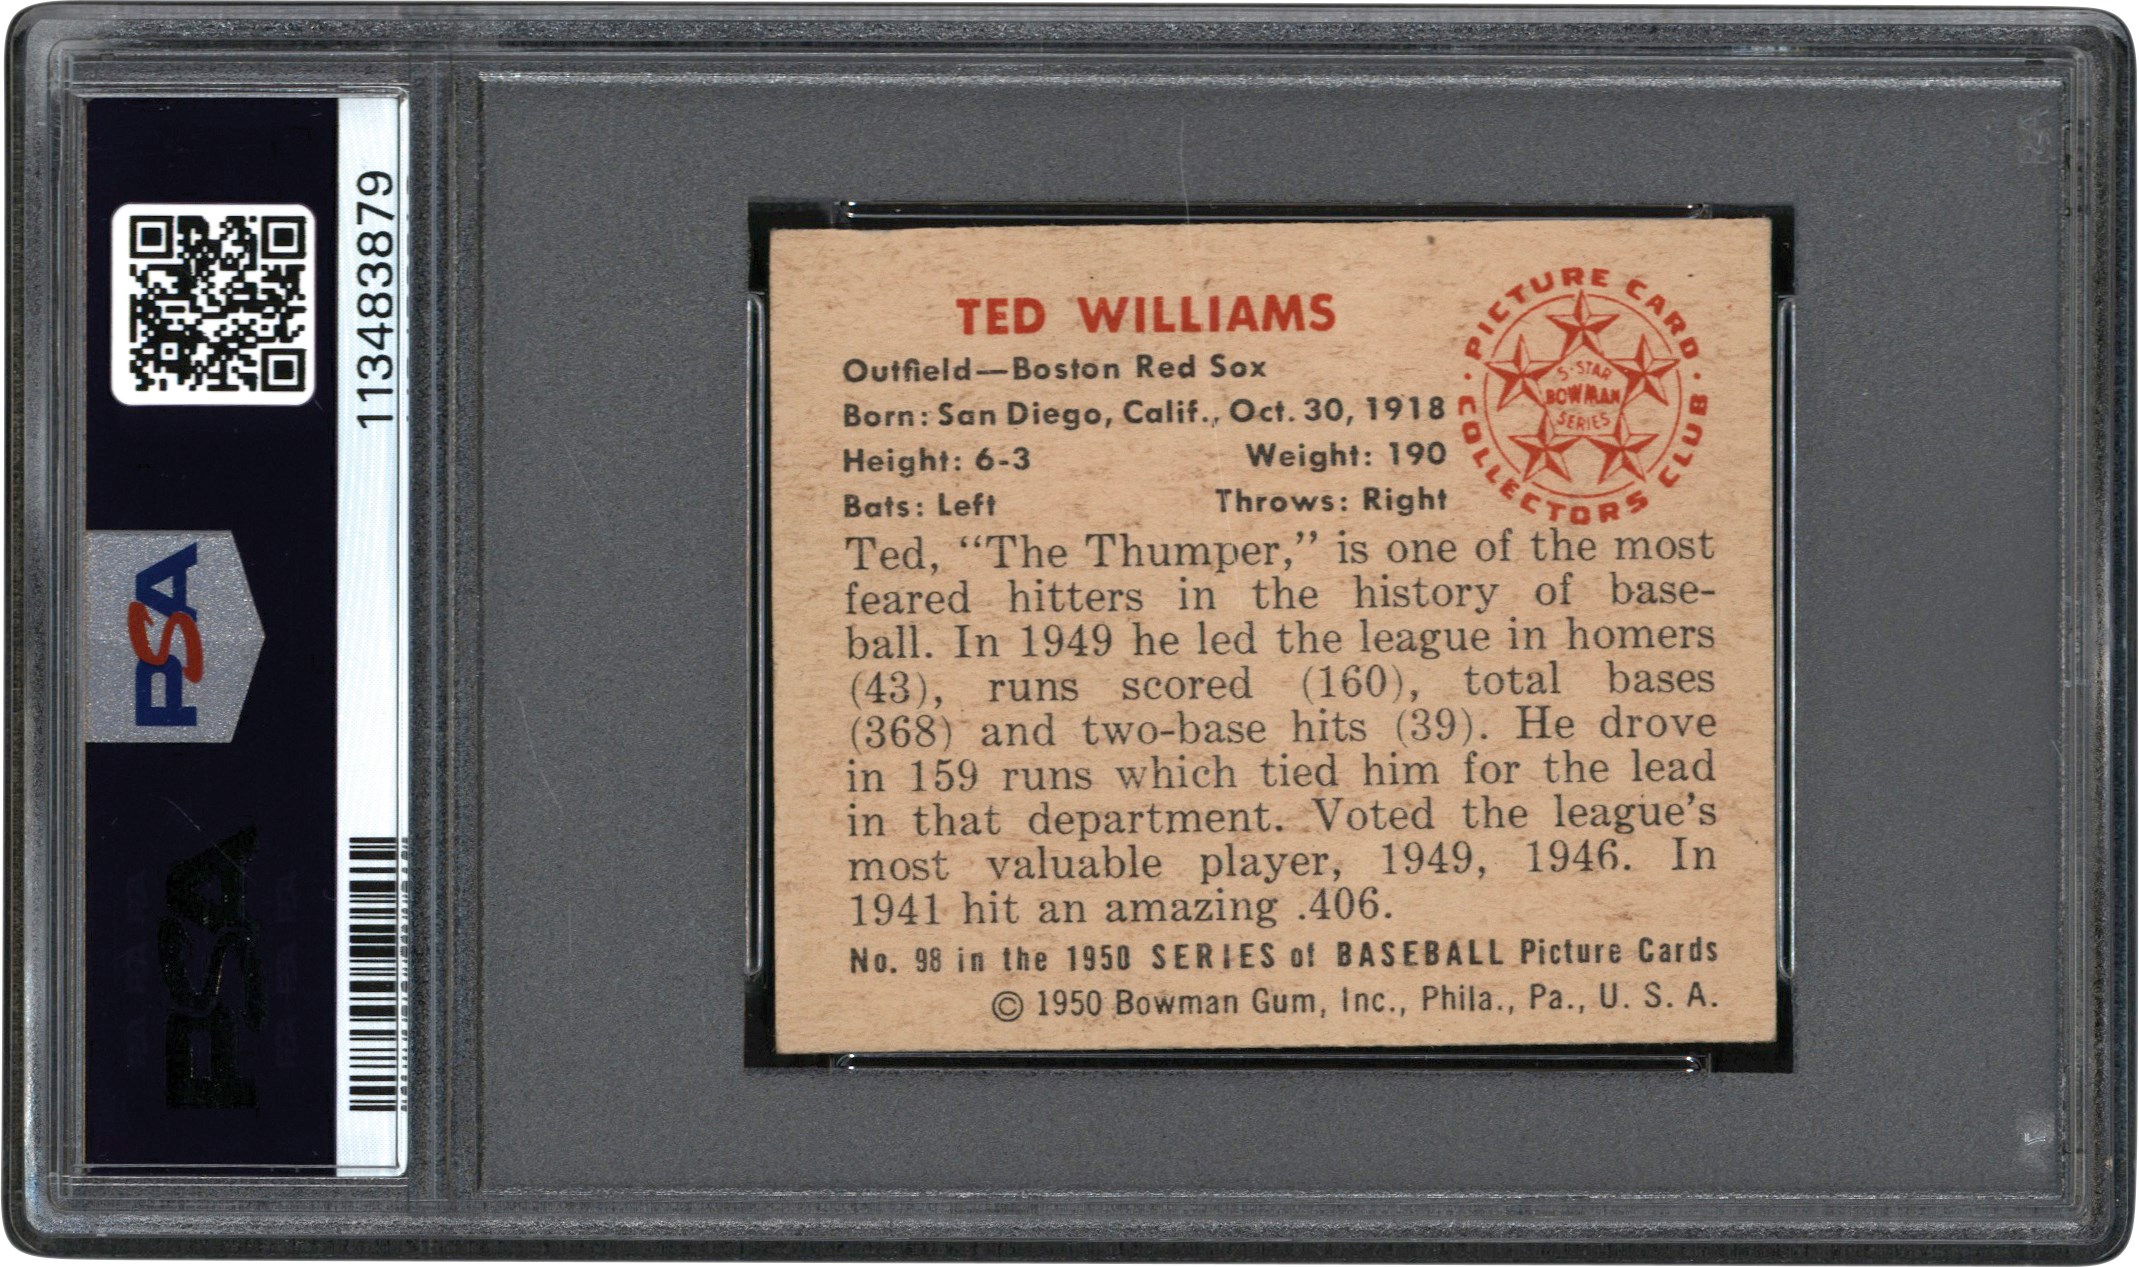 113483879
PSA
PSA
TED WILLIAMS
Outfield—Boston Red Sox
Born: San Diego, Calif., Oct. 30, 1918
Height: 6-3 Weight: 190
Bats: Left Throws: Right
PICTURE CARD
COLLECTORS CLUB
5-STAR
BOWMAN
SERIES
Ted, “The Thumper,” is one of the most
feared hitters in the history of base-
ball. In 1949 he led the league in homers
(43), runs scored (160), total bases
(368) and two-base hits (39). He drove
in 159 runs which tied him for the lead
in that department. Voted the league’s
most valuable player, 1949, 1946. In
1941 hit an amazing .406.
No. 98 in the 1950 SERIES of BASEBALL Picture Cards
© 1950 Bowman Gum, Inc., Phila., Pa., U. S. A.